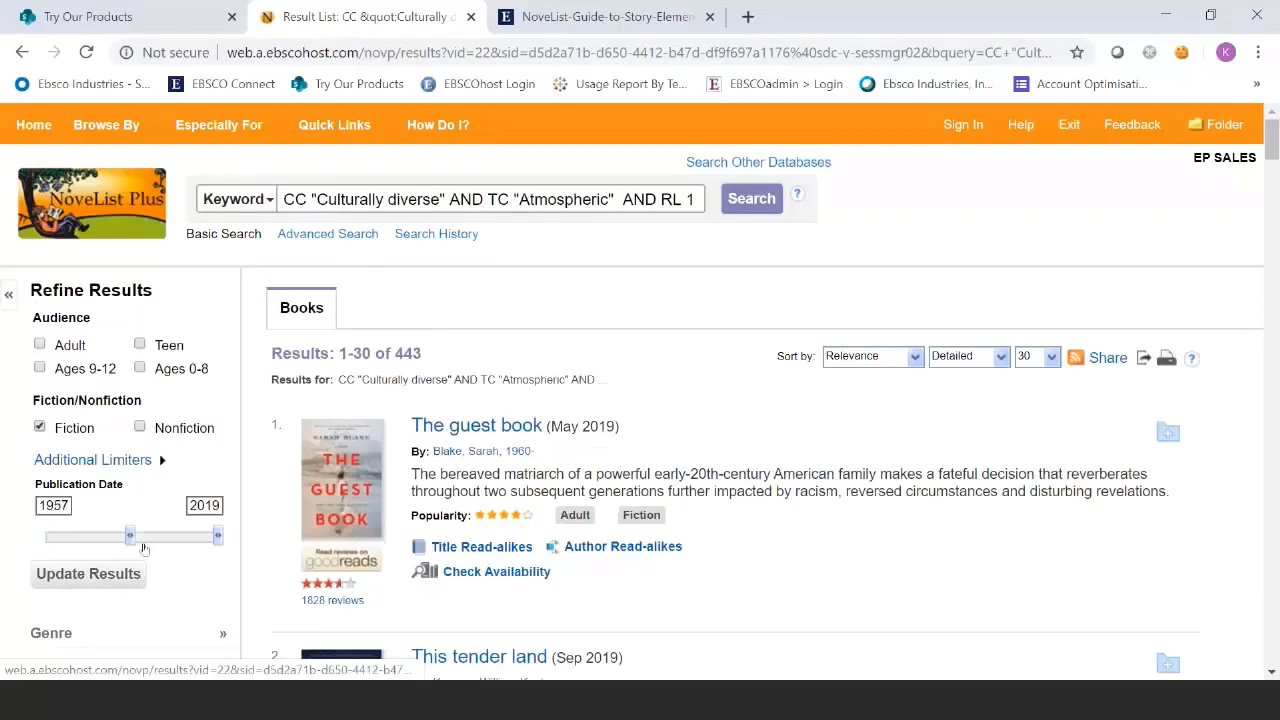 Try Our Products
Result List: CC &quot;Culturally d
NoveList-Guide-to-Story-Elemen
Not secure
web.a.ebscohost.com/novp/results?vid=22&sid=d5d2a71b-d650-4412-b47d-df9f697a1176%40sdc-v-sessmgr02&bquery=CC+"Cult...
K
Ebsco Industries - S...
EBSCO Connect
Try Our Products
EBSCOhost Login
Usage Report By Te...
EBSCOadmin > Login
Ebsco Industries, In...
Account Optimisati...
Home
Browse By
Especially For
Quick Links
How Do I?
Sign In
Help
Exit
Feedback
Folder
EP SALES
Search Other Databases
NoveList Plus
Keyword
CC "Culturally diverse" AND TC "Atmospheric" AND RL 1
Search
Basic Search
Advanced Search
Search History
Refine Results
Audience
Adult
Teen
Ages 9-12
Ages 0-8
Fiction/Nonfiction
Fiction
Nonfiction
Additional Limiters
Publication Date
1957
2019
Update Results
Genre
Books
Results: 1-30 of 443
Sort by:
Relevance
Detailed
30
Share
Results for: CC "Culturally diverse" AND TC "Atmospheric" AND ...
1.
SARAH BLAKE
THE
GUEST
BOOK
Read reviews on
goodreads
1828 reviews
The guest book (May 2019)
By: Blake, Sarah, 1960-
The bereaved matriarch of a powerful early-20th-century American family makes a fateful decision that reverberates
throughout two subsequent generations further impacted by racism, reversed circumstances and disturbing revelations.
Popularity:
Adult
Fiction
Title Read-alikes
Author Read-alikes
Check Availability
2.
This tender land (Sep 2019)
web.a.ebscohost.com/novp/results?vid=22&sid=d5d2a71b-d650-4412-b47...